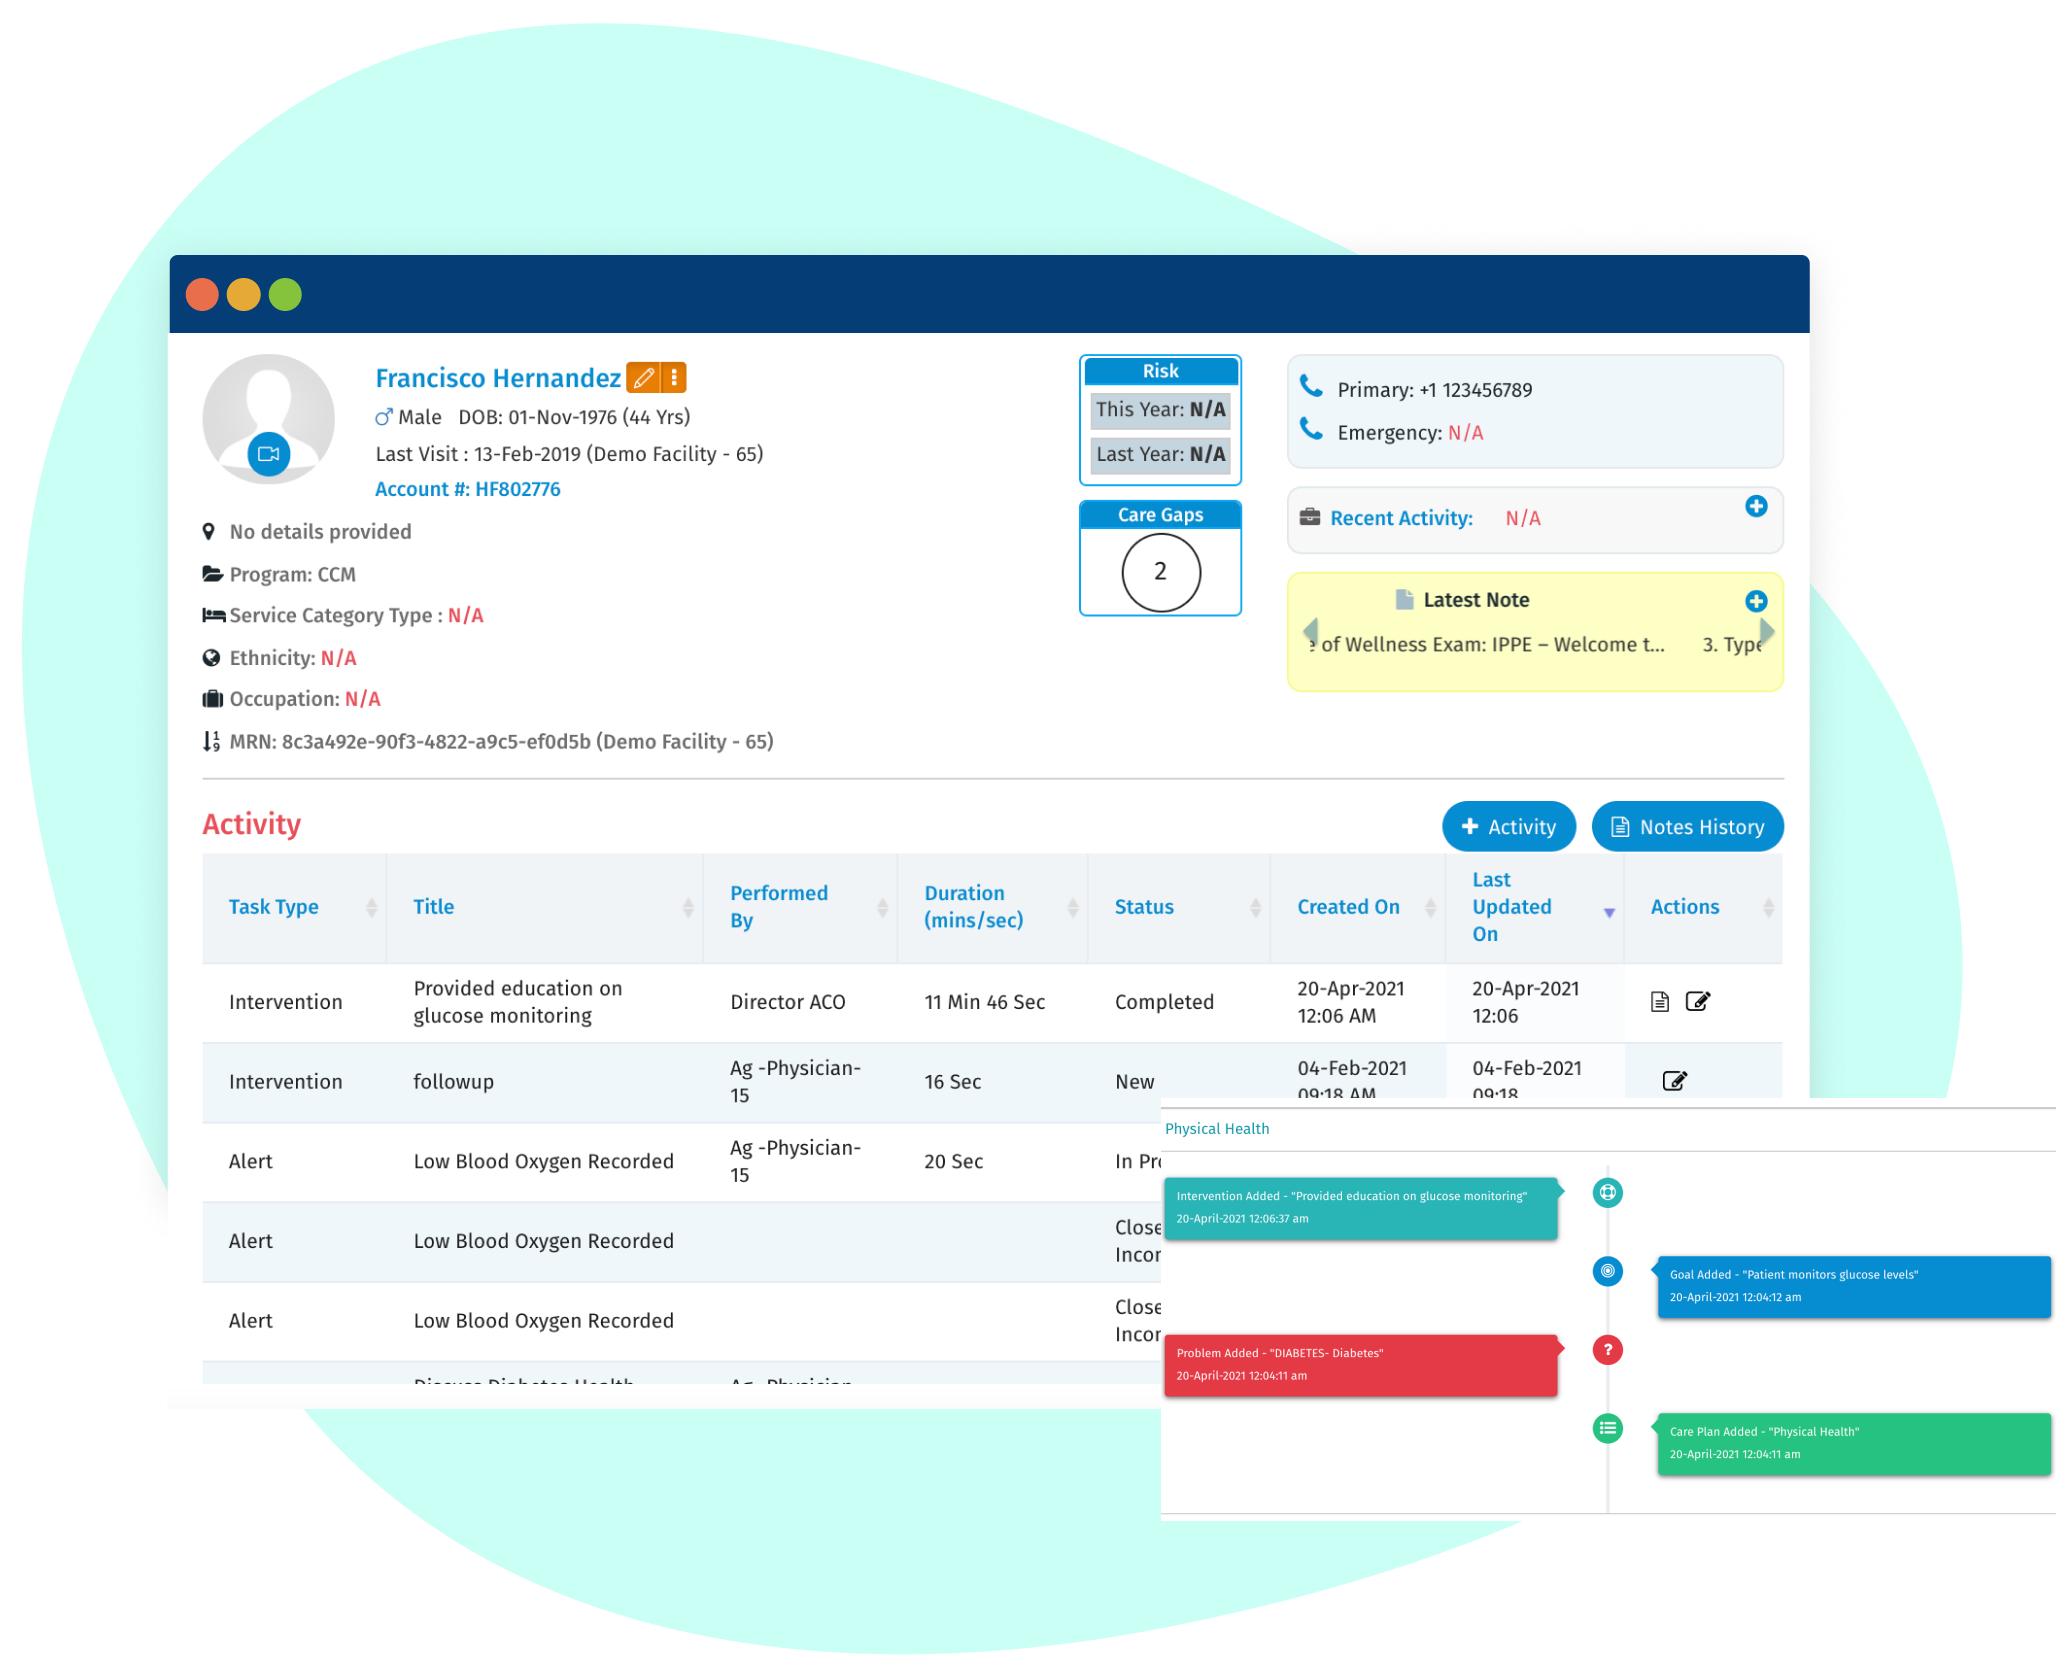 Francisco Hernandez
Male DOB: 01-Nov-1976 (44 Yrs)
Last Visit : 13-Feb-2019 (Demo Facility - 65)
Account #: HF802776
No details provided
Program: CCM
Service Category Type : N/A
Ethnicity: N/A
Occupation: N/A
MRN: 8c3a492e-90f3-4822-a9c5-ef0d5b (Demo Facility - 65)
Risk
This Year: N/A
Last Year: N/A
Care Gaps
2
Primary: +1 123456789
Emergency: N/A
Recent Activity: N/A
Latest Note
of Wellness Exam: IPPE – Welcome t... 3. Type
Activity
Activity
Notes History
Task Type
Title
Performed
By
Duration
(mins/sec)
Status
Created On
Last
Updated
On
Actions
Intervention
Provided education on
glucose monitoring
Director ACO
11 Min 46 Sec
Completed
20-Apr-2021
12:06 AM
20-Apr-2021
12:06
Intervention
followup
Ag -Physician-
15
16 Sec
New
04-Feb-2021
09:18 AM
04-Feb-2021
09:18
Alert
Low Blood Oxygen Recorded
Ag -Physician-
15
20 Sec
In Pro
Alert
Low Blood Oxygen Recorded
Close
Incor
Alert
Low Blood Oxygen Recorded
Close
Incor
Discuss Diabetes Health
Ag -Physician-
Physical Health
Intervention Added - "Provided education on glucose monitoring"
20-April-2021 12:06:37 am
Goal Added - "Patient monitors glucose levels"
20-April-2021 12:04:12 am
Problem Added - "DIABETES- Diabetes"
20-April-2021 12:04:11 am
Care Plan Added - "Physical Health"
20-April-2021 12:04:11 am